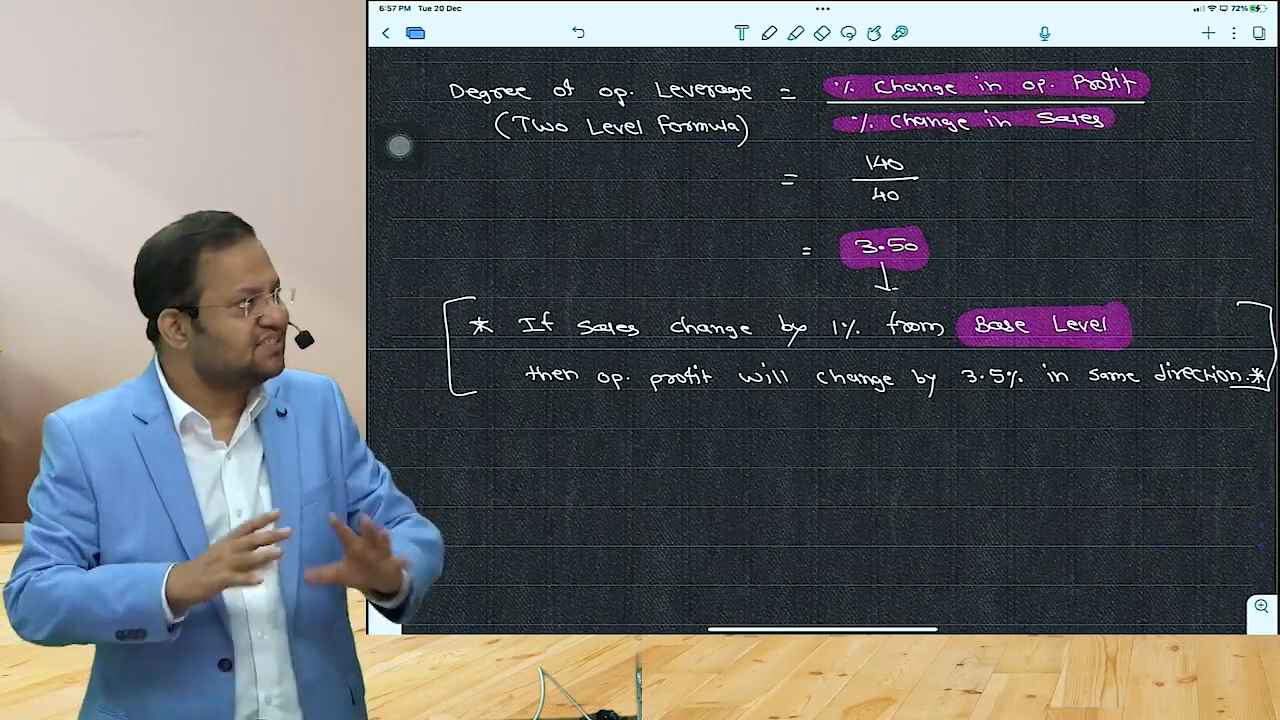 6:57 PM Tue 20 Dec
72%
Degree of op. Leverage = % Change in op. Profit
(Two Level formula) % Change in Sales
= 140
40
= 3.50
* If Sales change by 1% from Base Level
then op. profit will change by 3.5% in same direction.*